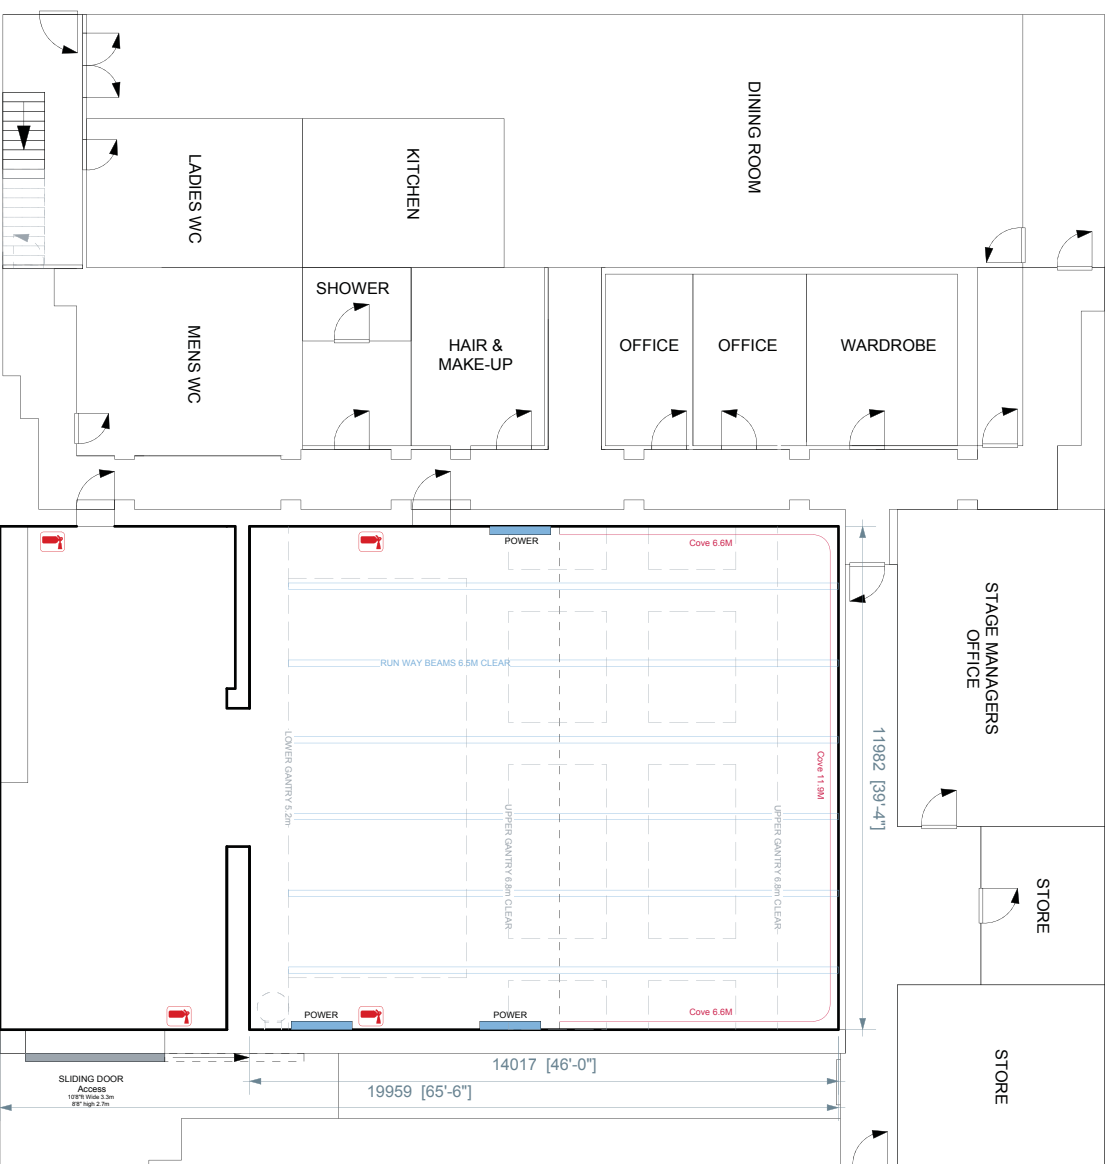 DINING ROOM
LADIES WC
KITCHEN
SHOWER
MENS WC
HAIR &
MAKE-UP
OFFICE
OFFICE
WARDROBE
POWER
Cove 6.6M
STAGE MANAGERS
OFFICE
RUN WAY BEAMS 6.5M CLEAR
LOWER GANTRY 5.2m
UPPER GANTRY 6.8m CLEAR
UPPER GANTRY 6.8m CLEAR
Cove 11.9M
11982 [39'-4"]
STORE
POWER
POWER
Cove 6.6M
STORE
14017 [46'-0"]
19959 [65'-6"]
SLIDING DOOR
Access
10'8"ft Wide 3.3m
8'8" high 2.7m